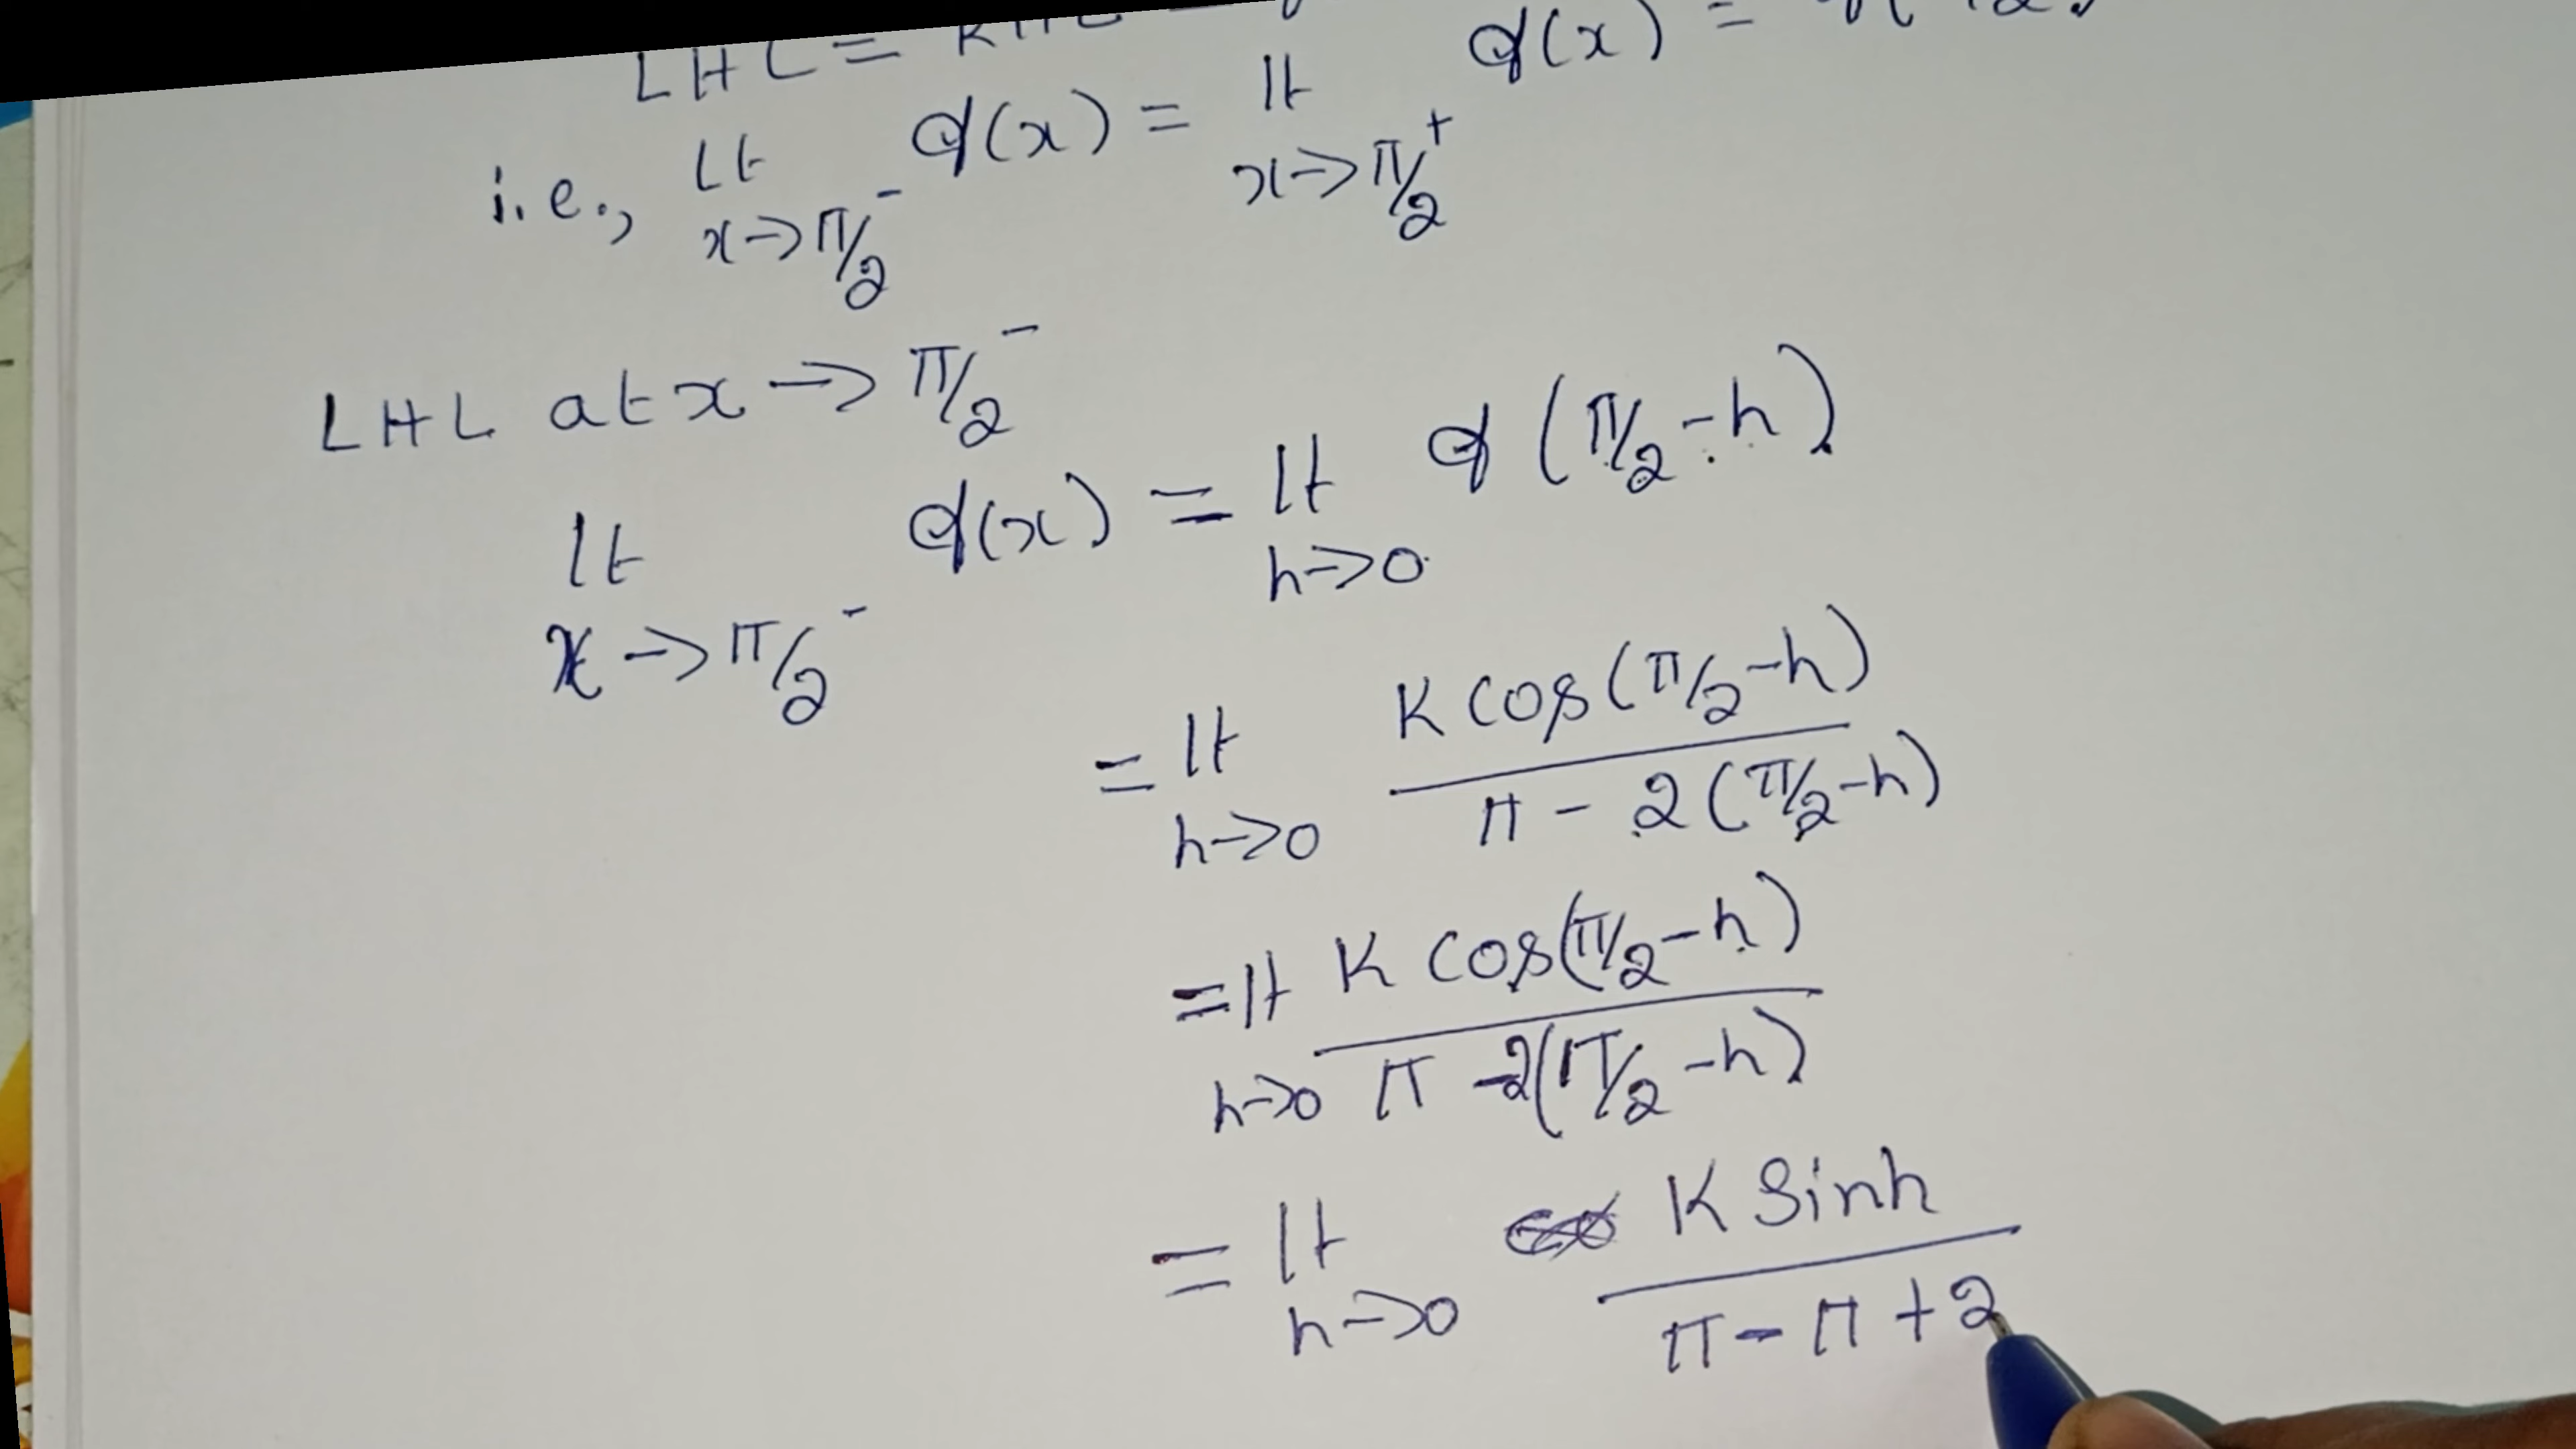 LHL =
i.e., Lt x→π/2⁻ f(x) = lt x→π/2⁺ f(x) =
LHL at x → π/2⁻
lt x→π/2⁻ f(x) = lt h→0 f(π/2-h)
= lt h→0 K cos(π/2-h) / π - 2(π/2-h)
= lt h→0 K cos(π/2-h) / π -2(π/2-h)
= lt h→0 K sinh / π - π + 2